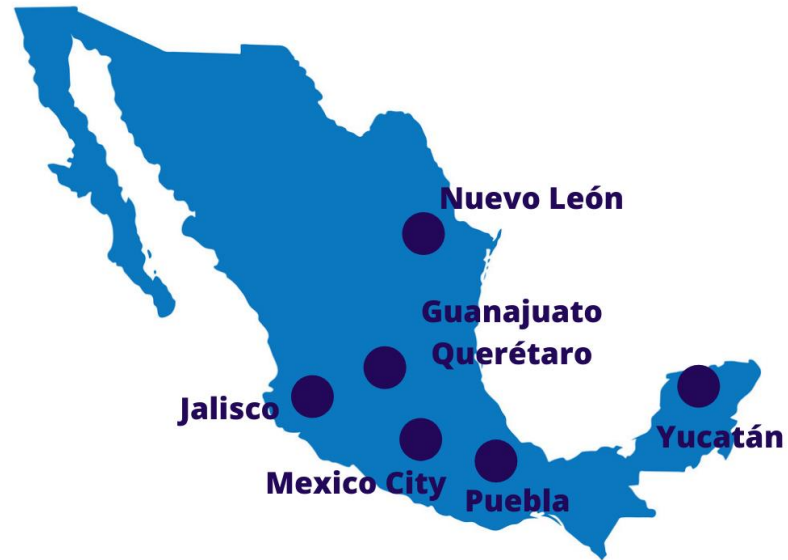 Nuevo León
Guanajuato
Querétaro
Jalisco
Yucatán
Mexico City
Puebla